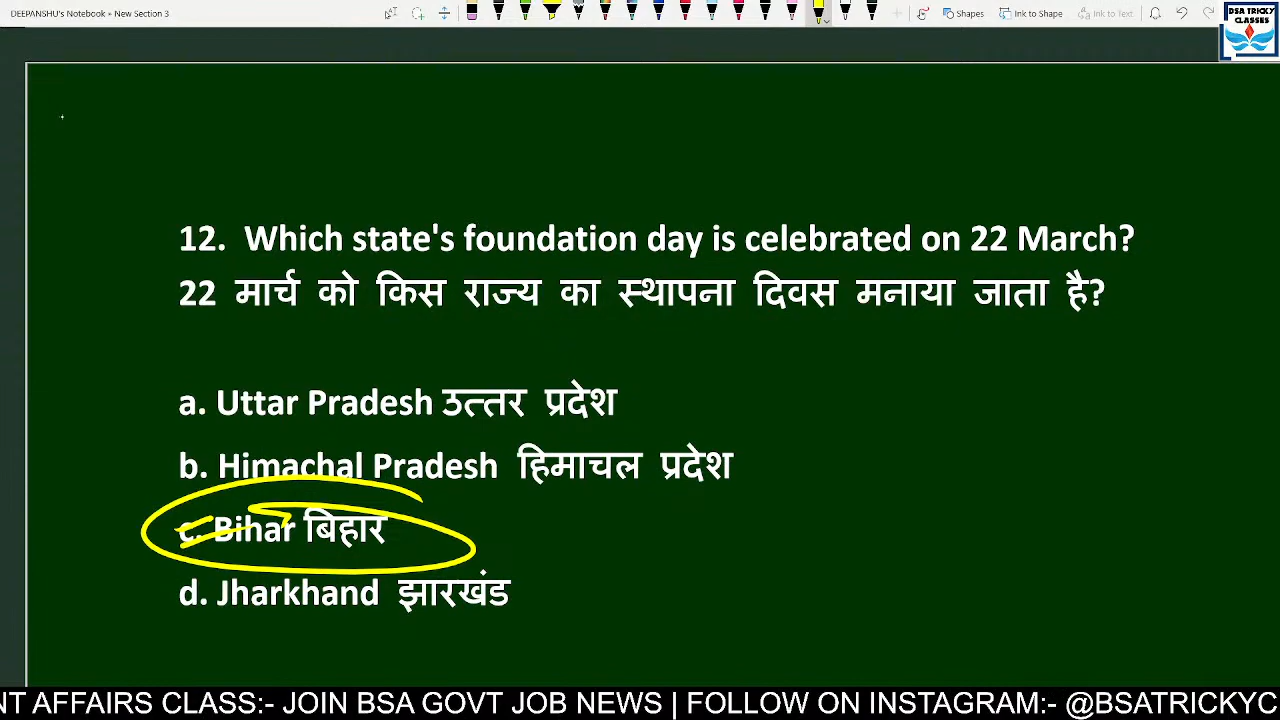 DEEPANSHU's Notebook » New Section 3
Shapes
Ink to Shape
Ink to Text
BSA TRICKY
CLASSES
12. Which state's foundation day is celebrated on 22 March?
22 मार्च को किस राज्य का स्थापना दिवस मनाया जाता है?
a. Uttar Pradesh उत्तर प्रदेश
b. Himachal Pradesh हिमाचल प्रदेश
c. Bihar बिहार
d. Jharkhand झारखंड
NT AFFAIRS CLASS:- JOIN BSA GOVT JOB NEWS | FOLLOW ON INSTAGRAM:- @BSATRICKYC